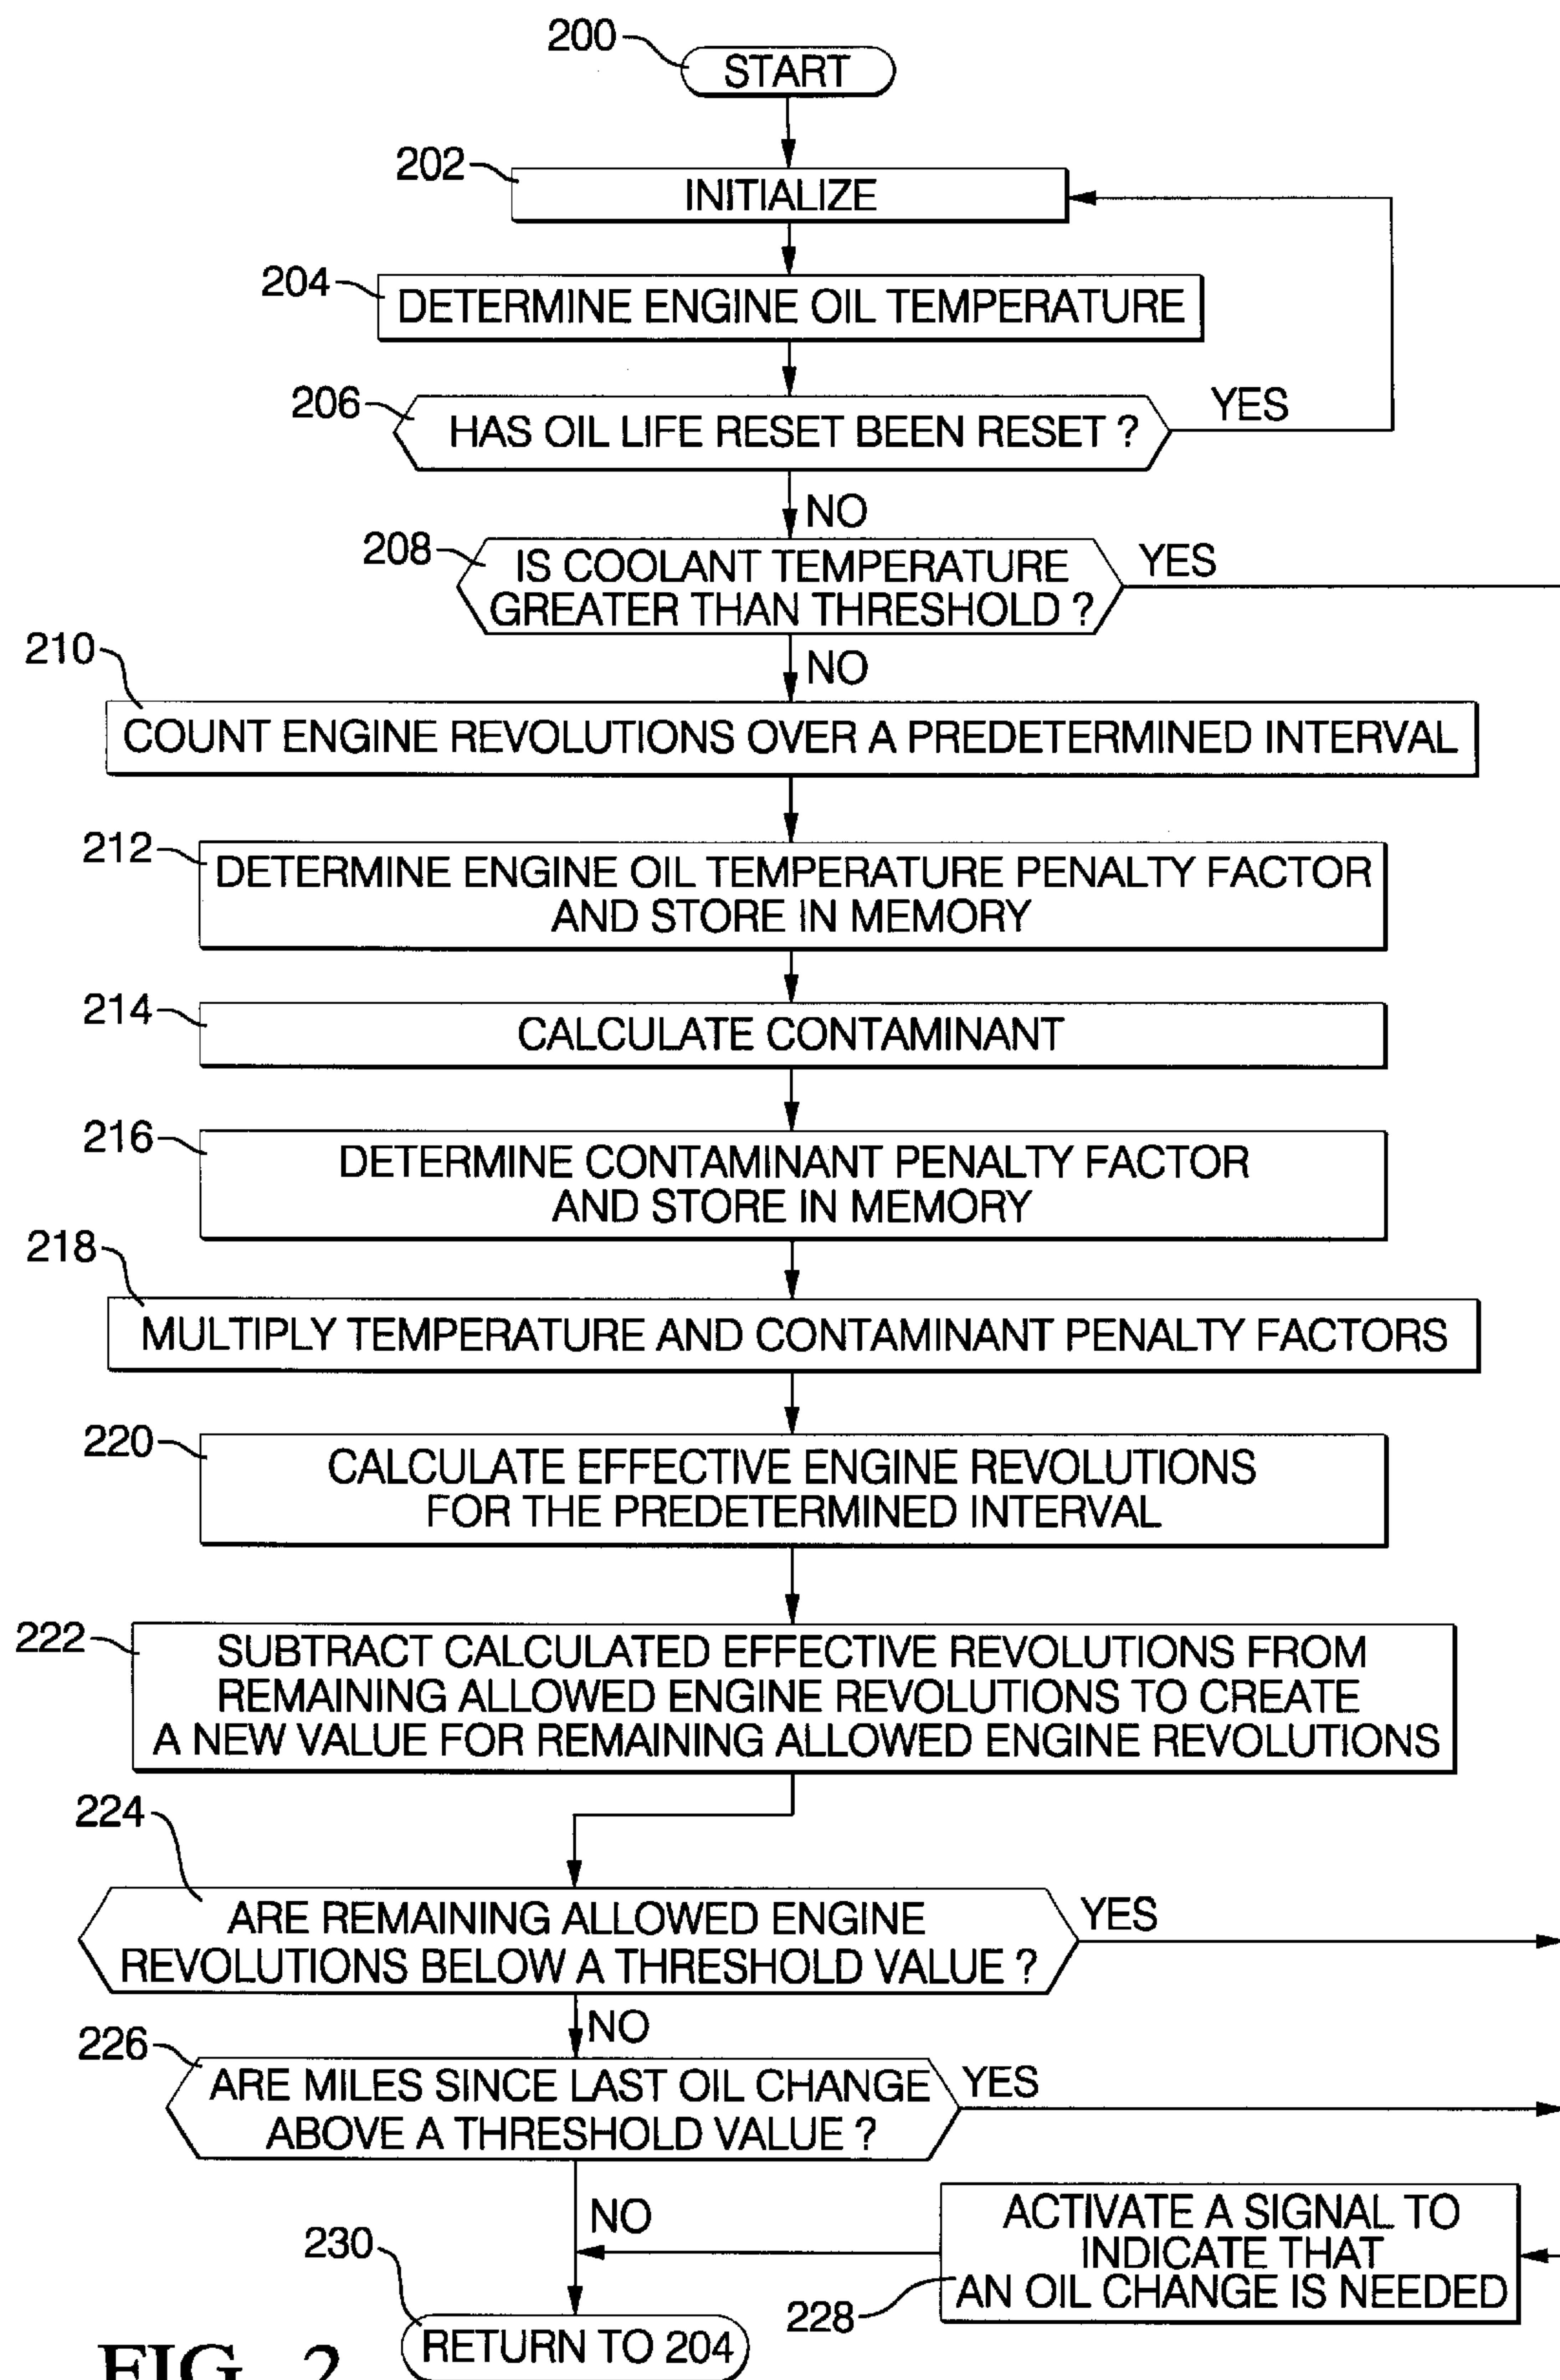 200
START
202
INITIALIZE
204
DETERMINE ENGINE OIL TEMPERATURE
206
HAS OIL LIFE RESET BEEN RESET ?
YES
NO
208
IS COOLANT TEMPERATURE
GREATER THAN THRESHOLD ?
YES
NO
210
COUNT ENGINE REVOLUTIONS OVER A PREDETERMINED INTERVAL
212
DETERMINE ENGINE OIL TEMPERATURE PENALTY FACTOR
AND STORE IN MEMORY
214
CALCULATE CONTAMINANT
216
DETERMINE CONTAMINANT PENALTY FACTOR
AND STORE IN MEMORY
218
MULTIPLY TEMPERATURE AND CONTAMINANT PENALTY FACTORS
220
CALCULATE EFFECTIVE ENGINE REVOLUTIONS
FOR THE PREDETERMINED INTERVAL
222
SUBTRACT CALCULATED EFFECTIVE REVOLUTIONS FROM
REMAINING ALLOWED ENGINE REVOLUTIONS TO CREATE
A NEW VALUE FOR REMAINING ALLOWED ENGINE REVOLUTIONS
224
ARE REMAINING ALLOWED ENGINE
REVOLUTIONS BELOW A THRESHOLD VALUE ?
YES
NO
226
ARE MILES SINCE LAST OIL CHANGE
ABOVE A THRESHOLD VALUE ?
YES
NO
ACTIVATE A SIGNAL TO
INDICATE THAT
AN OIL CHANGE IS NEEDED
228
230
RETURN TO 204
FIG. 2